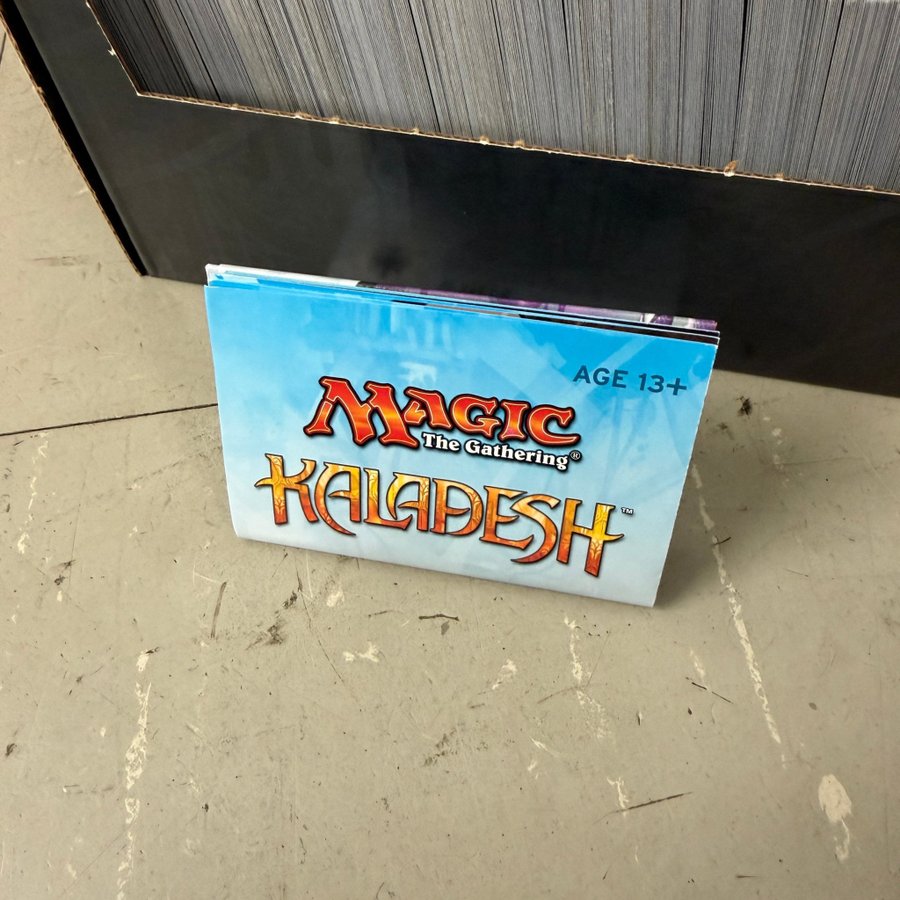 AGE 13+
MAGIC
The Gathering®
KALADESH™